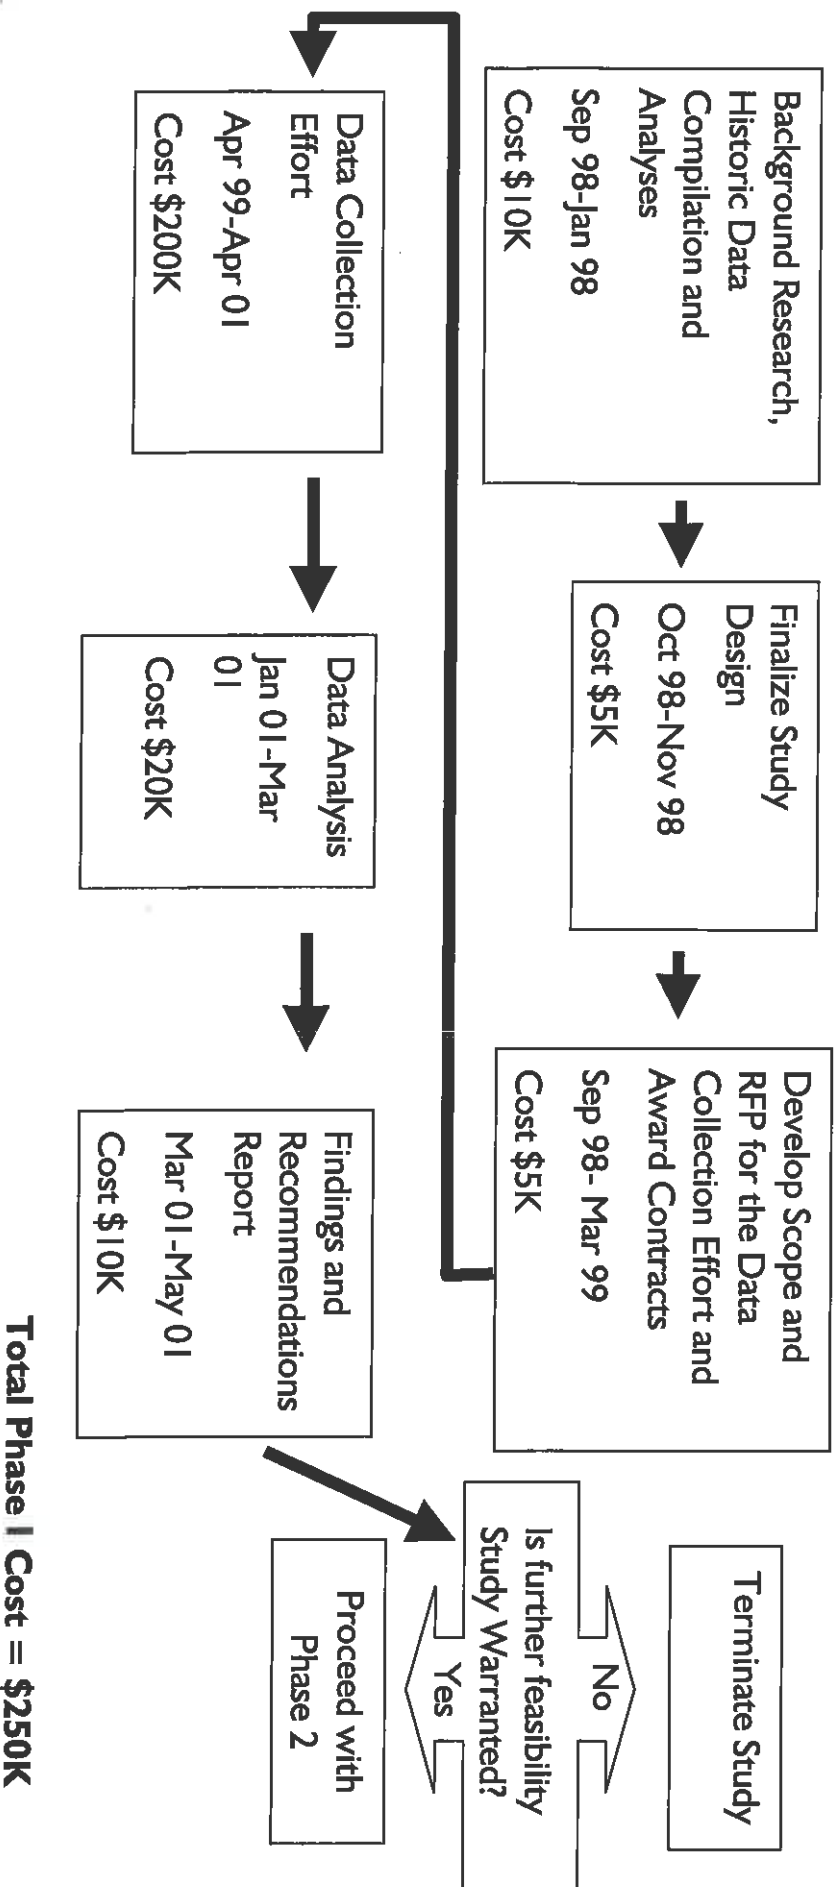 Background Research,
Historic Data
Compilation and
Analyses
Sep 98-Jan 98
Cost $10K
Finalize Study
Design
Oct 98-Nov 98
Cost $5K
Develop Scope and
RFP for the Data
Collection Effort and
Award Contracts
Sep 98- Mar 99
Cost $5K
Data Collection
Effort
Apr 99-Apr 01
Cost $200K
Data Analysis
Jan 01-Mar
01
Cost $20K
Findings and
Recommendations
Report
Mar 01-May 01
Cost $10K
Terminate Study
No
Is further feasibility
Study Warranted?
Yes
Proceed with
Phase 2
Total Phase I Cost = $250K